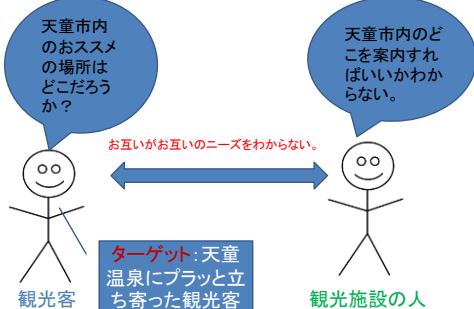 天童市内
のおススメ
の場所は
どこだろう
か？
天童市内のど
こを案内すれ
ばいいかわか
らない。
お互いがお互いのニーズをわからない。
ターゲット：天童
温泉にプラッと立
ち寄った観光客
観光客
観光施設の人